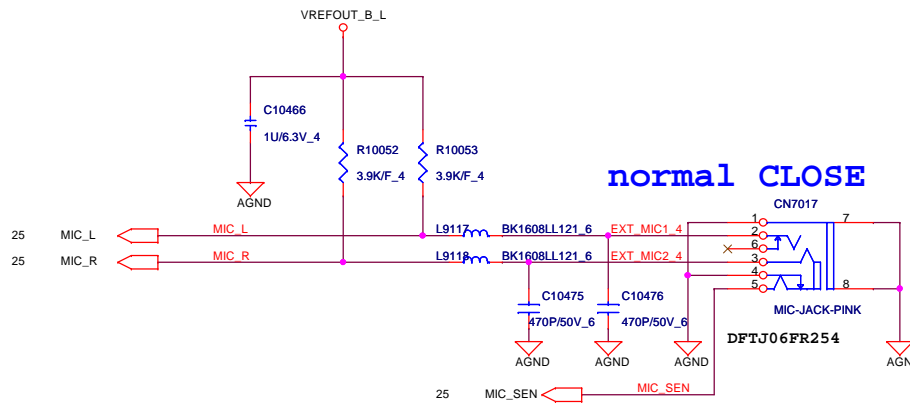 VREFOUT_B_L
C10466
1U/6.3V_4
R10052
R10053
3.9K/F_4
3.9K/F_4
AGND
normal CLOSE
CN7017
1
7
25
MIC_L
MIC_L
L9117
BK1608LL121_6
EXT_MIC1_4
2
6
25
MIC_R
MIC_R
L9118
BK1608LL121_6
EXT_MIC2_4
3
4
5
8
C10475
C10476
470P/50V_6
470P/50V_6
MIC-JACK-PINK
DFTJ06FR254
AGND
AGND
AGND
AGN
25
MIC_SEN
MIC_SEN